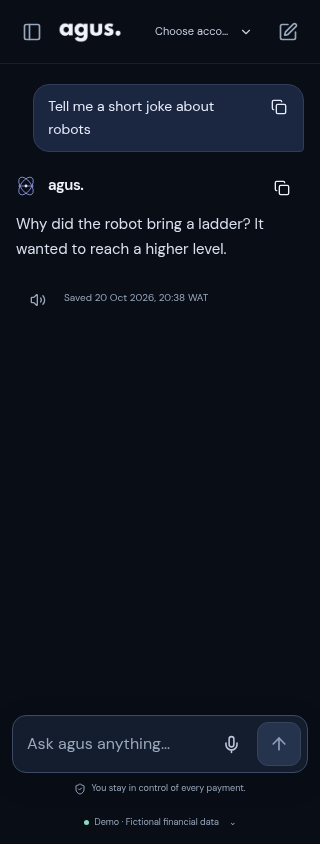 agus.
Choose acco...
Tell me a short joke about
robots
agus.
Why did the robot bring a ladder? It
wanted to reach a higher level.
Saved 20 Oct 2026, 20:38 WAT
Ask agus anything...
You stay in control of every payment.
Demo · Fictional financial data